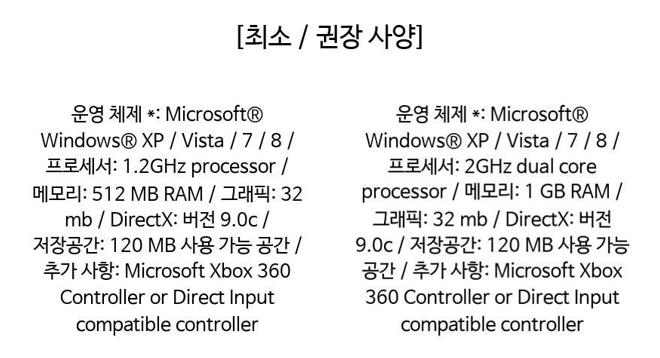 [최소 / 권장 사양]
운영 체제 *: Microsoft®
Windows® XP / Vista / 7 / 8 /
프로세서: 1.2GHz processor /
메모리: 512 MB RAM / 그래픽: 32
mb / DirectX: 버전 9.0c /
저장공간: 120 MB 사용 가능 공간 /
추가 사항: Microsoft Xbox 360
Controller or Direct Input
compatible controller
운영 체제 *: Microsoft®
Windows® XP / Vista / 7 / 8 /
프로세서: 2GHz dual core
processor / 메모리: 1 GB RAM /
그래픽: 32 mb / DirectX: 버전
9.0c / 저장공간: 120 MB 사용 가능
공간 / 추가 사항: Microsoft Xbox
360 Controller or Direct Input
compatible controller